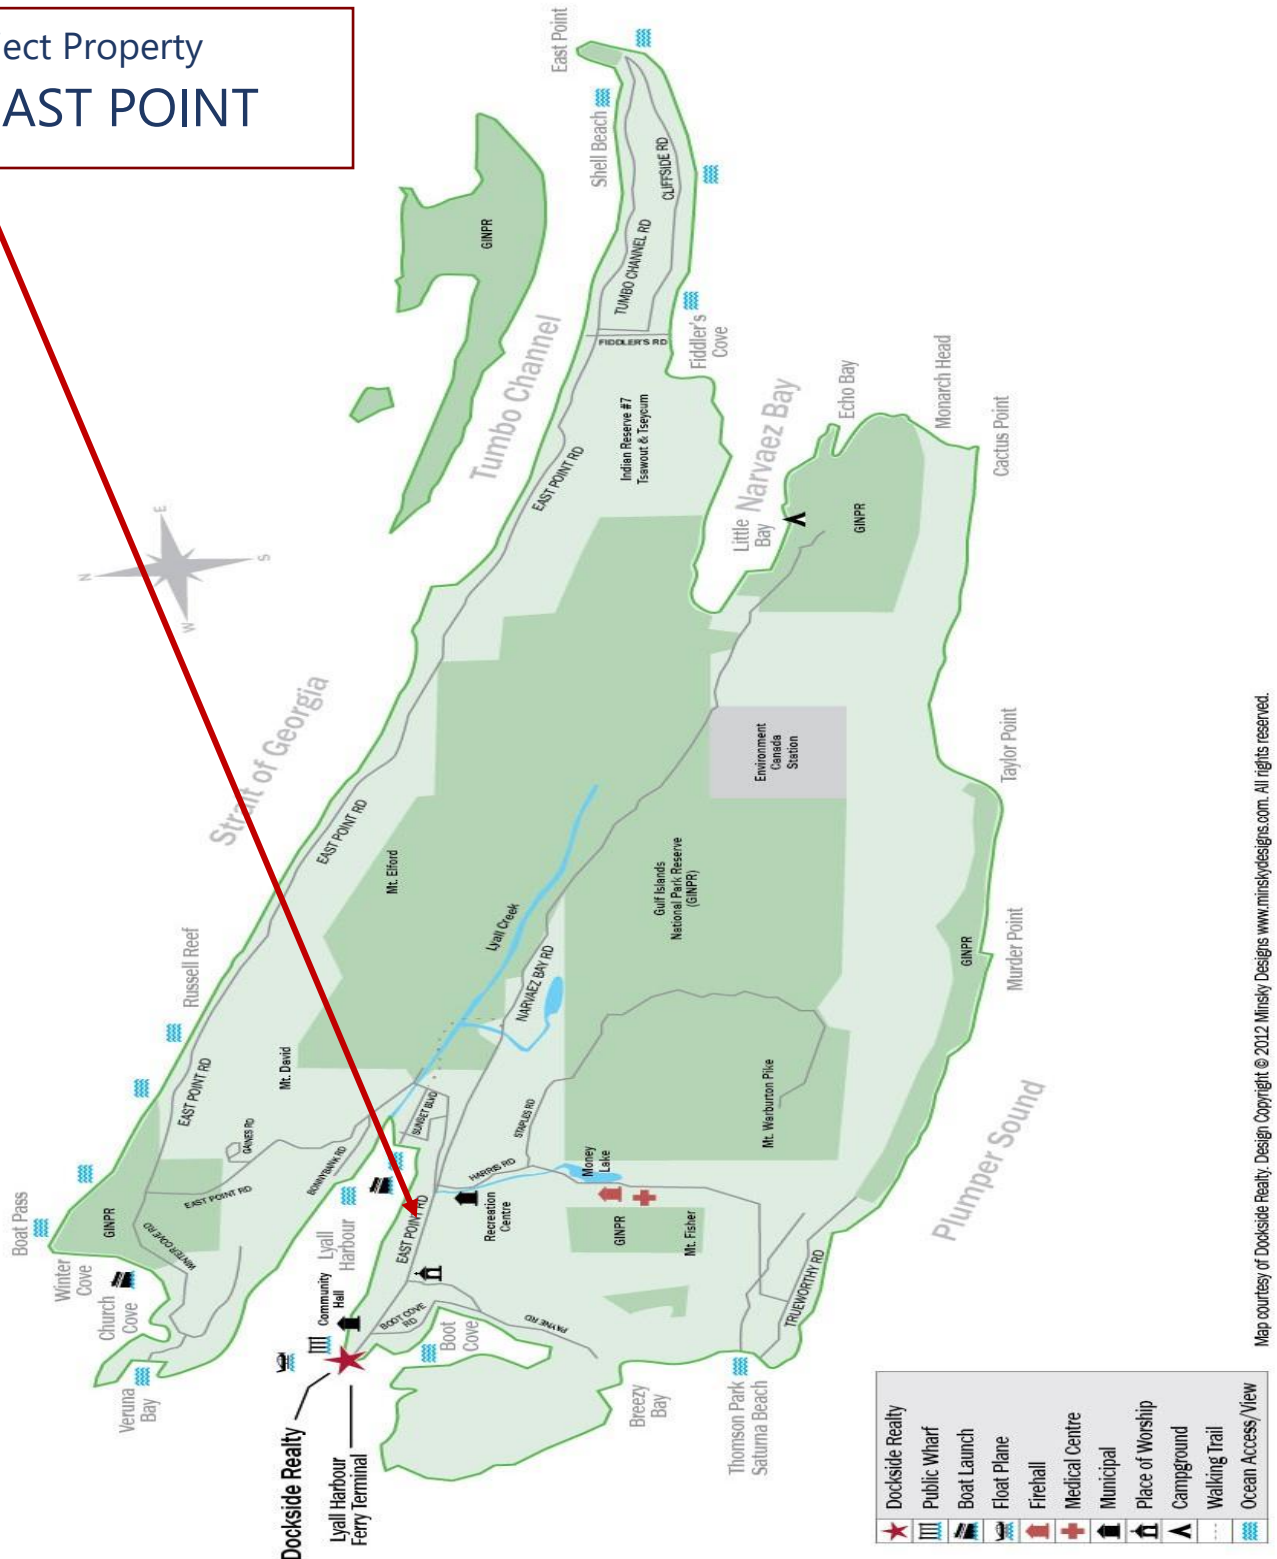 ect Property
AST POINT
East Point
Shell Beach
CLIFFSIDE RD
TUMBO CHANNEL RD
GINPR
Tumbo Channel
FIDDLER'S RD
Fiddler's
Cove
Indian Reserve #7
Tsawout & Tseycum
EAST POINT RD
Narvaez Bay
Little
Bay
Echo Bay
Monarch Head
Cactus Point
GINPR
N
E
S
W
Strait of Georgia
EAST POINT RD
Mt. Elford
Environment
Canada
Station
Taylor Point
Gulf Islands
National Park Reserve
(GINPR)
Lyall Creek
NARVAEZ BAY RD
GINPR
Murder Point
Russell Reef
EAST POINT RD
Mt. David
GAINES RD
BONNYBANK RD
SUNSET BLVD
STAPLES RD
HARRIS RD
Money
Lake
Mt. Warburton Pike
Plumper Sound
Boat Pass
GINPR
EAST POINT RD
WINTER COVE RD
Winter
Cove
Church
Cove
Veruna
Bay
Lyall
Harbour
EAST POINT RD
Recreation
Centre
GINPR
Mt. Fisher
Community
Hall
BOOT COVE
RD
Boot
Cove
PAYNE RD
TRUEWORTHY RD
Breezy
Bay
Thomson Park
Saturna Beach
Dockside Realty
Lyall Harbour
Ferry Terminal
Dockside Realty
Public Wharf
Boat Launch
Float Plane
Firehall
Medical Centre
Municipal
Place of Worship
Campground
Walking Trail
Ocean Access/View
Map courtesy of Dockside Realty. Design Copyright © 2012 Minsky Designs www.minskydesigns.com. All rights reserved.